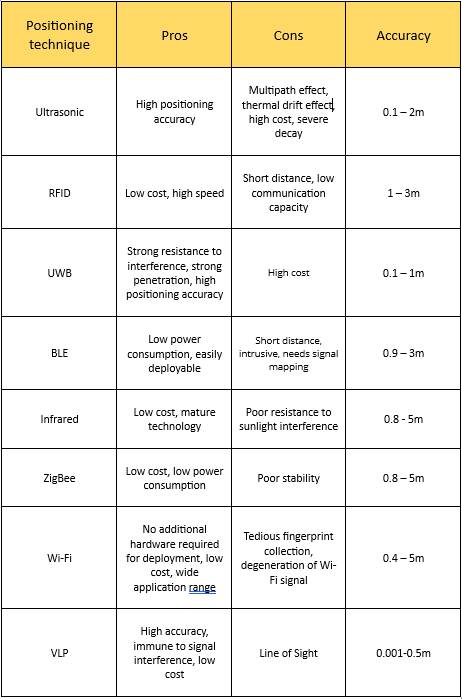 Positioning
technique
Pros
Cons
Accuracy
Ultrasonic
High positioning
accuracy
Multipath effect,
thermal drift effect,
high cost, severe
decay
0.1 – 2m
RFID
Low cost, high speed
Short distance, low
communication
capacity
1 – 3m
UWB
Strong resistance to
interference, strong
penetration, high
positioning accuracy
High cost
0.1 – 1m
BLE
Low power
consumption, easily
deployable
Short distance,
intrusive, needs signal
mapping
0.9 – 3m
Infrared
Low cost, mature
technology
Poor resistance to
sunlight interference
0.8 - 5m
ZigBee
Low cost, low power
consumption
Poor stability
0.8 – 5m
Wi-Fi
No additional
hardware required
for deployment, low
cost, wide
application range
Tedious fingerprint
collection,
degeneration of Wi-
Fi signal
0.4 – 5m
VLP
High accuracy,
immune to signal
interference, low
cost
Line of Sight
0.001-0.5m